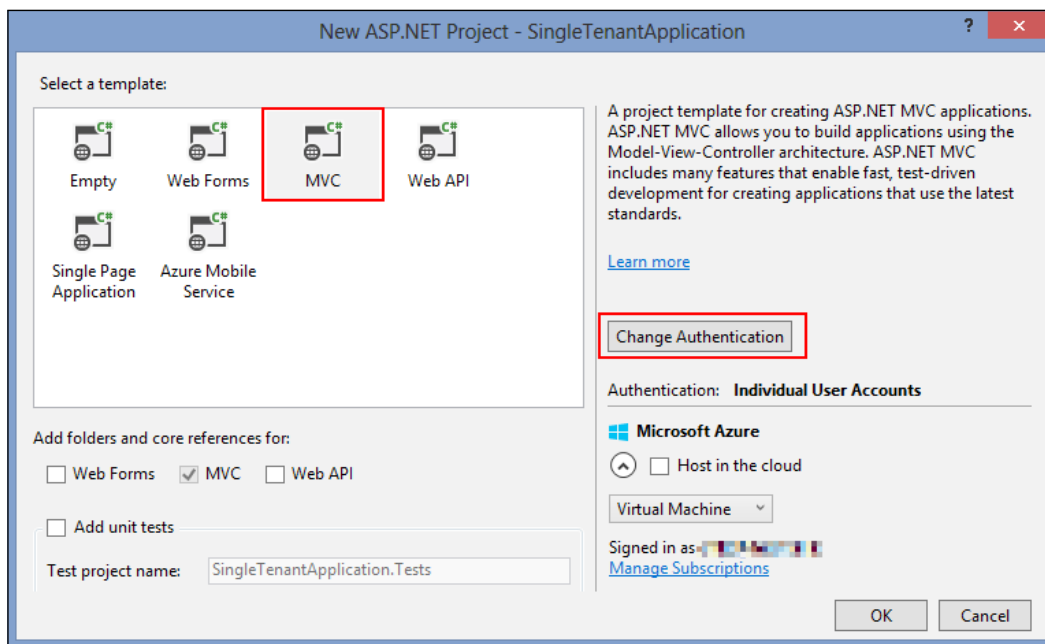 New ASP.NET Project - SingleTenantApplication
?
Select a template:
C#
C#
C#
C#
Empty
Web Forms
MVC
Web API
C#
C#
Single Page
Application
Azure Mobile
Service
A project template for creating ASP.NET MVC applications.
ASP.NET MVC allows you to build applications using the
Model-View-Controller architecture. ASP.NET MVC
includes many features that enable fast, test-driven
development for creating applications that use the latest
standards.
Learn more
Change Authentication
Authentication: Individual User Accounts
Microsoft Azure
Host in the cloud
Virtual Machine
Signed in as
Manage Subscriptions
Add folders and core references for:
Web Forms
MVC
Web API
Add unit tests
Test project name:
SingleTenantApplication.Tests
OK
Cancel